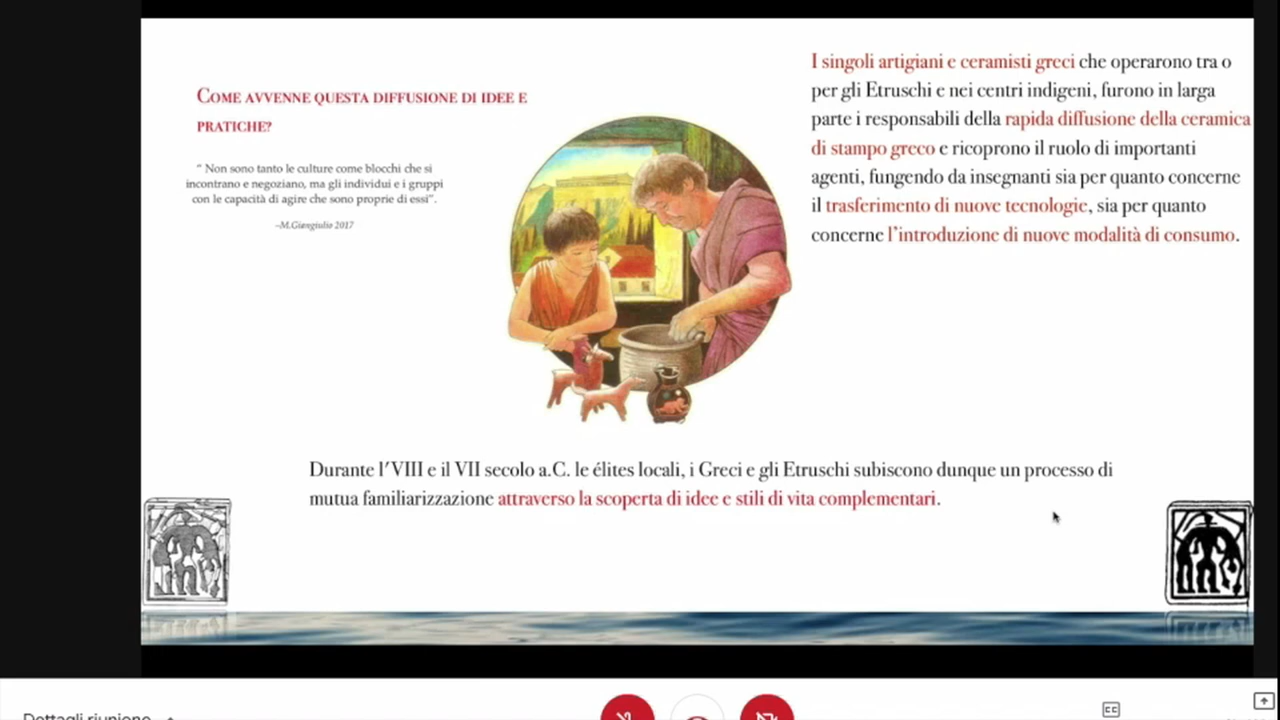 COME AVVENNE QUESTA DIFFUSIONE DI IDEE E
PRATICHE?
“ Non sono tanto le culture come blocchi che si
incontrano e negoziano, ma gli individui e i gruppi
con le capacità di agire che sono proprie di essi”.
–M.Giangiulio 2017
I singoli artigiani e ceramisti greci che operarono tra o
per gli Etruschi e nei centri indigeni, furono in larga
parte i responsabili della rapida diffusione della ceramica
di stampo greco e ricoprono il ruolo di importanti
agenti, fungendo da insegnanti sia per quanto concerne
il trasferimento di nuove tecnologie, sia per quanto
concerne l’introduzione di nuove modalità di consumo.
Durante l’VIII e il VII secolo a.C. le élites locali, i Greci e gli Etruschi subiscono dunque un processo di
mutua familiarizzazione attraverso la scoperta di idee e stili di vita complementari.
Dettagli riunione
CC